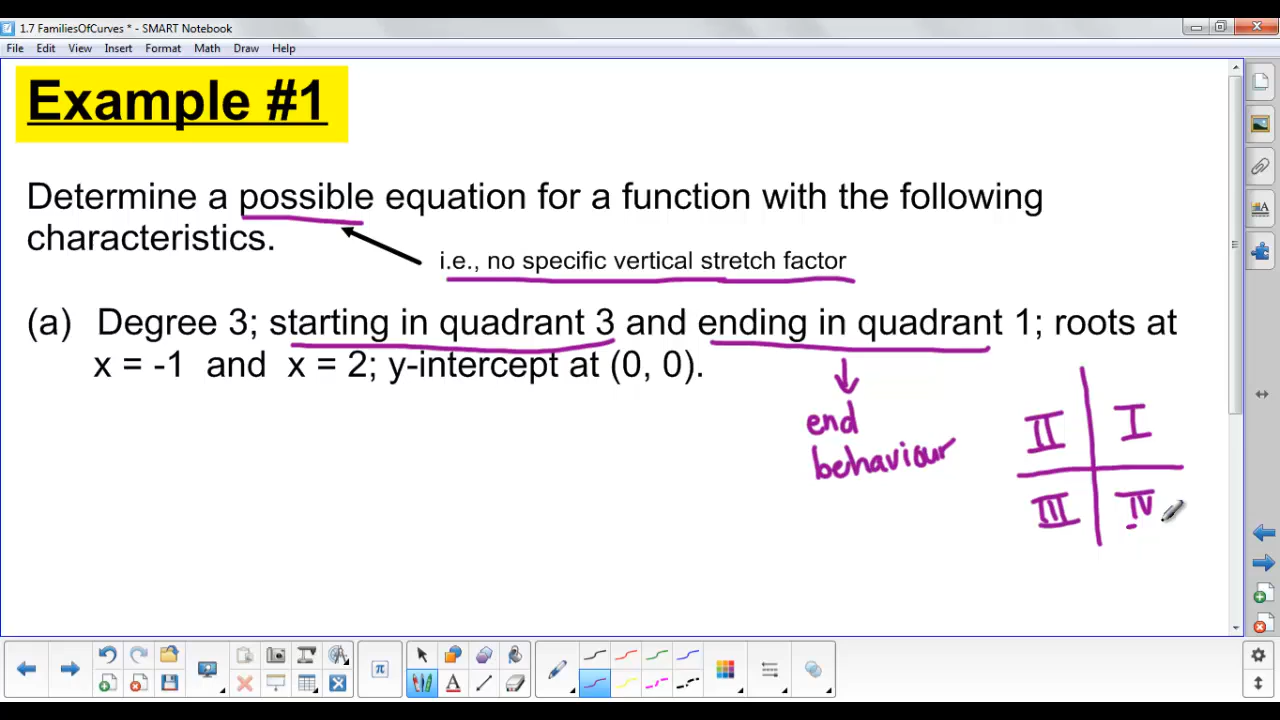 1.7 FamiliesOfCurves * - SMART Notebook
File Edit View Insert Format Math Draw Help
Example #1
Determine a possible equation for a function with the following
characteristics.
i.e., no specific vertical stretch factor
(a) Degree 3; starting in quadrant 3 and ending in quadrant 1; roots at
x = -1 and x = 2; y-intercept at (0, 0).
end
behaviour
II I
III IV